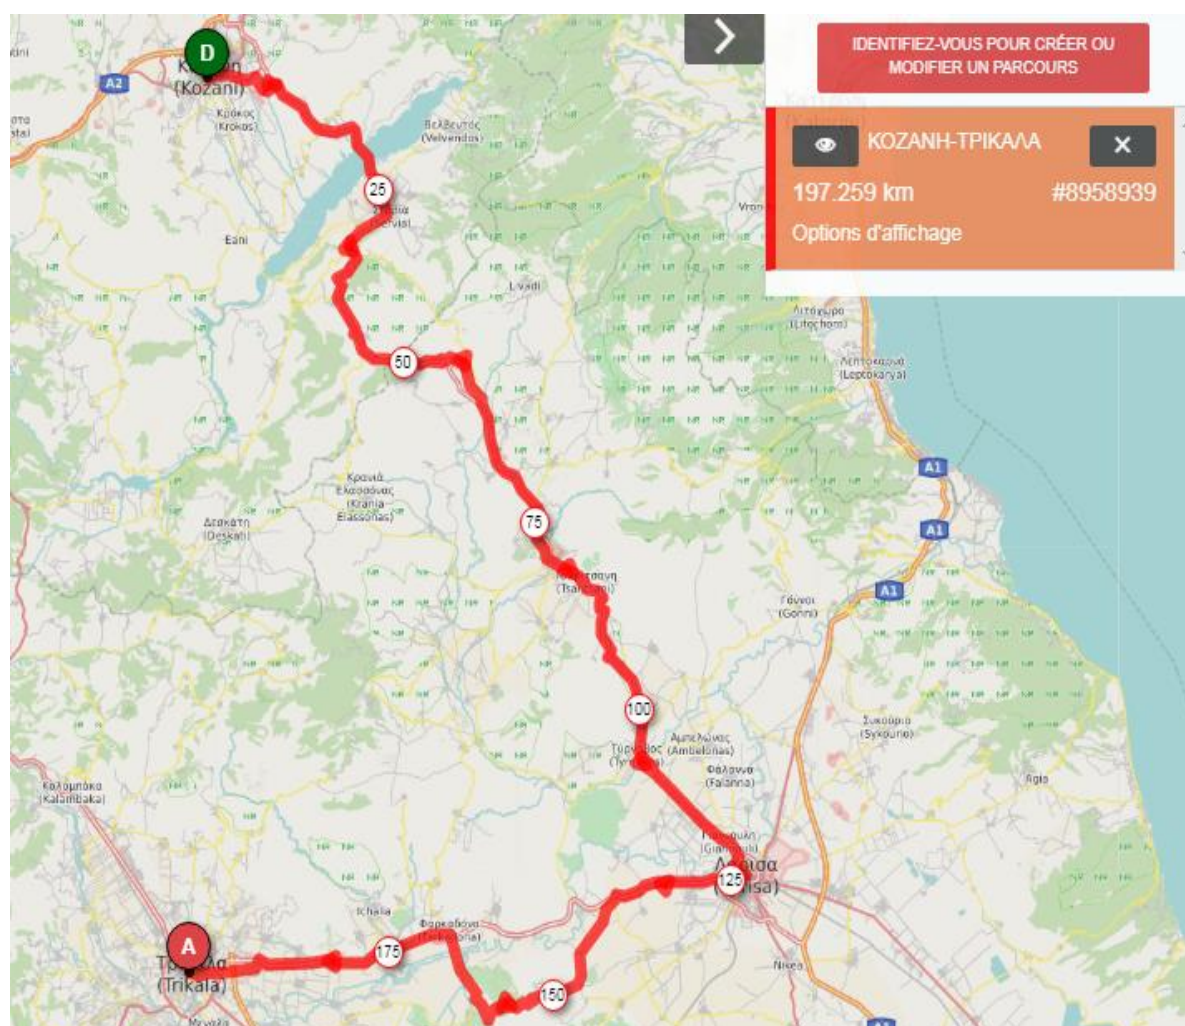 IDENTIFIEZ-VOUS POUR CRÉER OU
MODIFIER UN PARCOURS
ΚΟΖΑΝΗ-ΤΡΙΚΑΛΑ
197.259 km
#8958939
Options d'affichage
D
(Kozani)
A2
Κρόκος
(Krokos)
Βελβεντός
(Velvendos)
25
Eani
Livadi
Λιτόχωρο
(Litochoro)
Λεπτοκαρυά
(Leptokarya)
50
A1
Κρανιά
Ελασσόνας
(Krania
Elassonas)
Δεσκάτη
(Deskati)
75
A1
(Tsaritsani)
A1
Γόννοι
(Gonni)
100
Αμπελώνας
(Ambelonas)
Συκούριο
(Sykourio)
Φάλαννα
(Falanna)
Καλαμπάκα
(Kalambaka)
Agia
125
Ichalia
Φαρκαδόνα
A
175
(Trikala)
Nikea
150